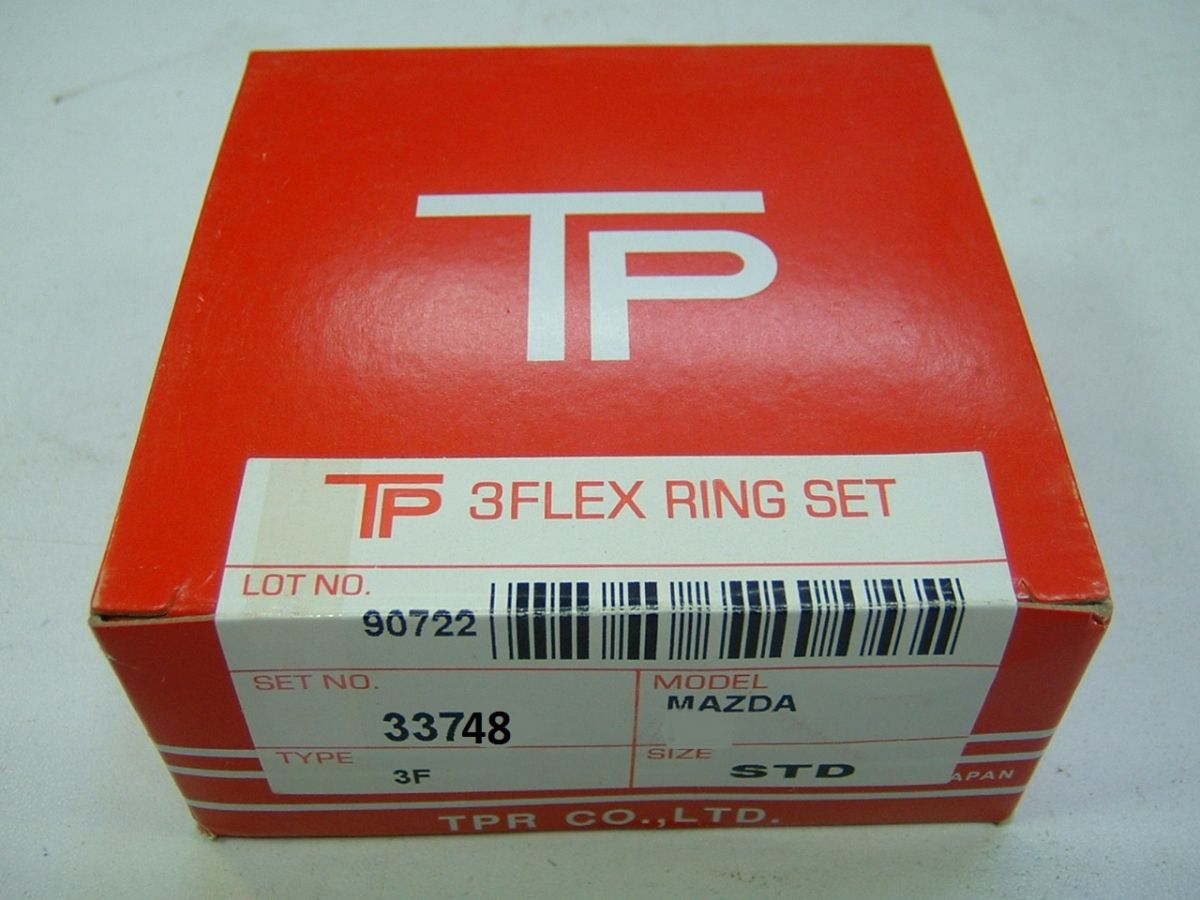 TP
TP 3FLEX RING SET
LOT NO.
90722
SET NO.
33748
MODEL
MAZDA
TYPE
3F
SIZE
STD
TPR CO.,LTD.